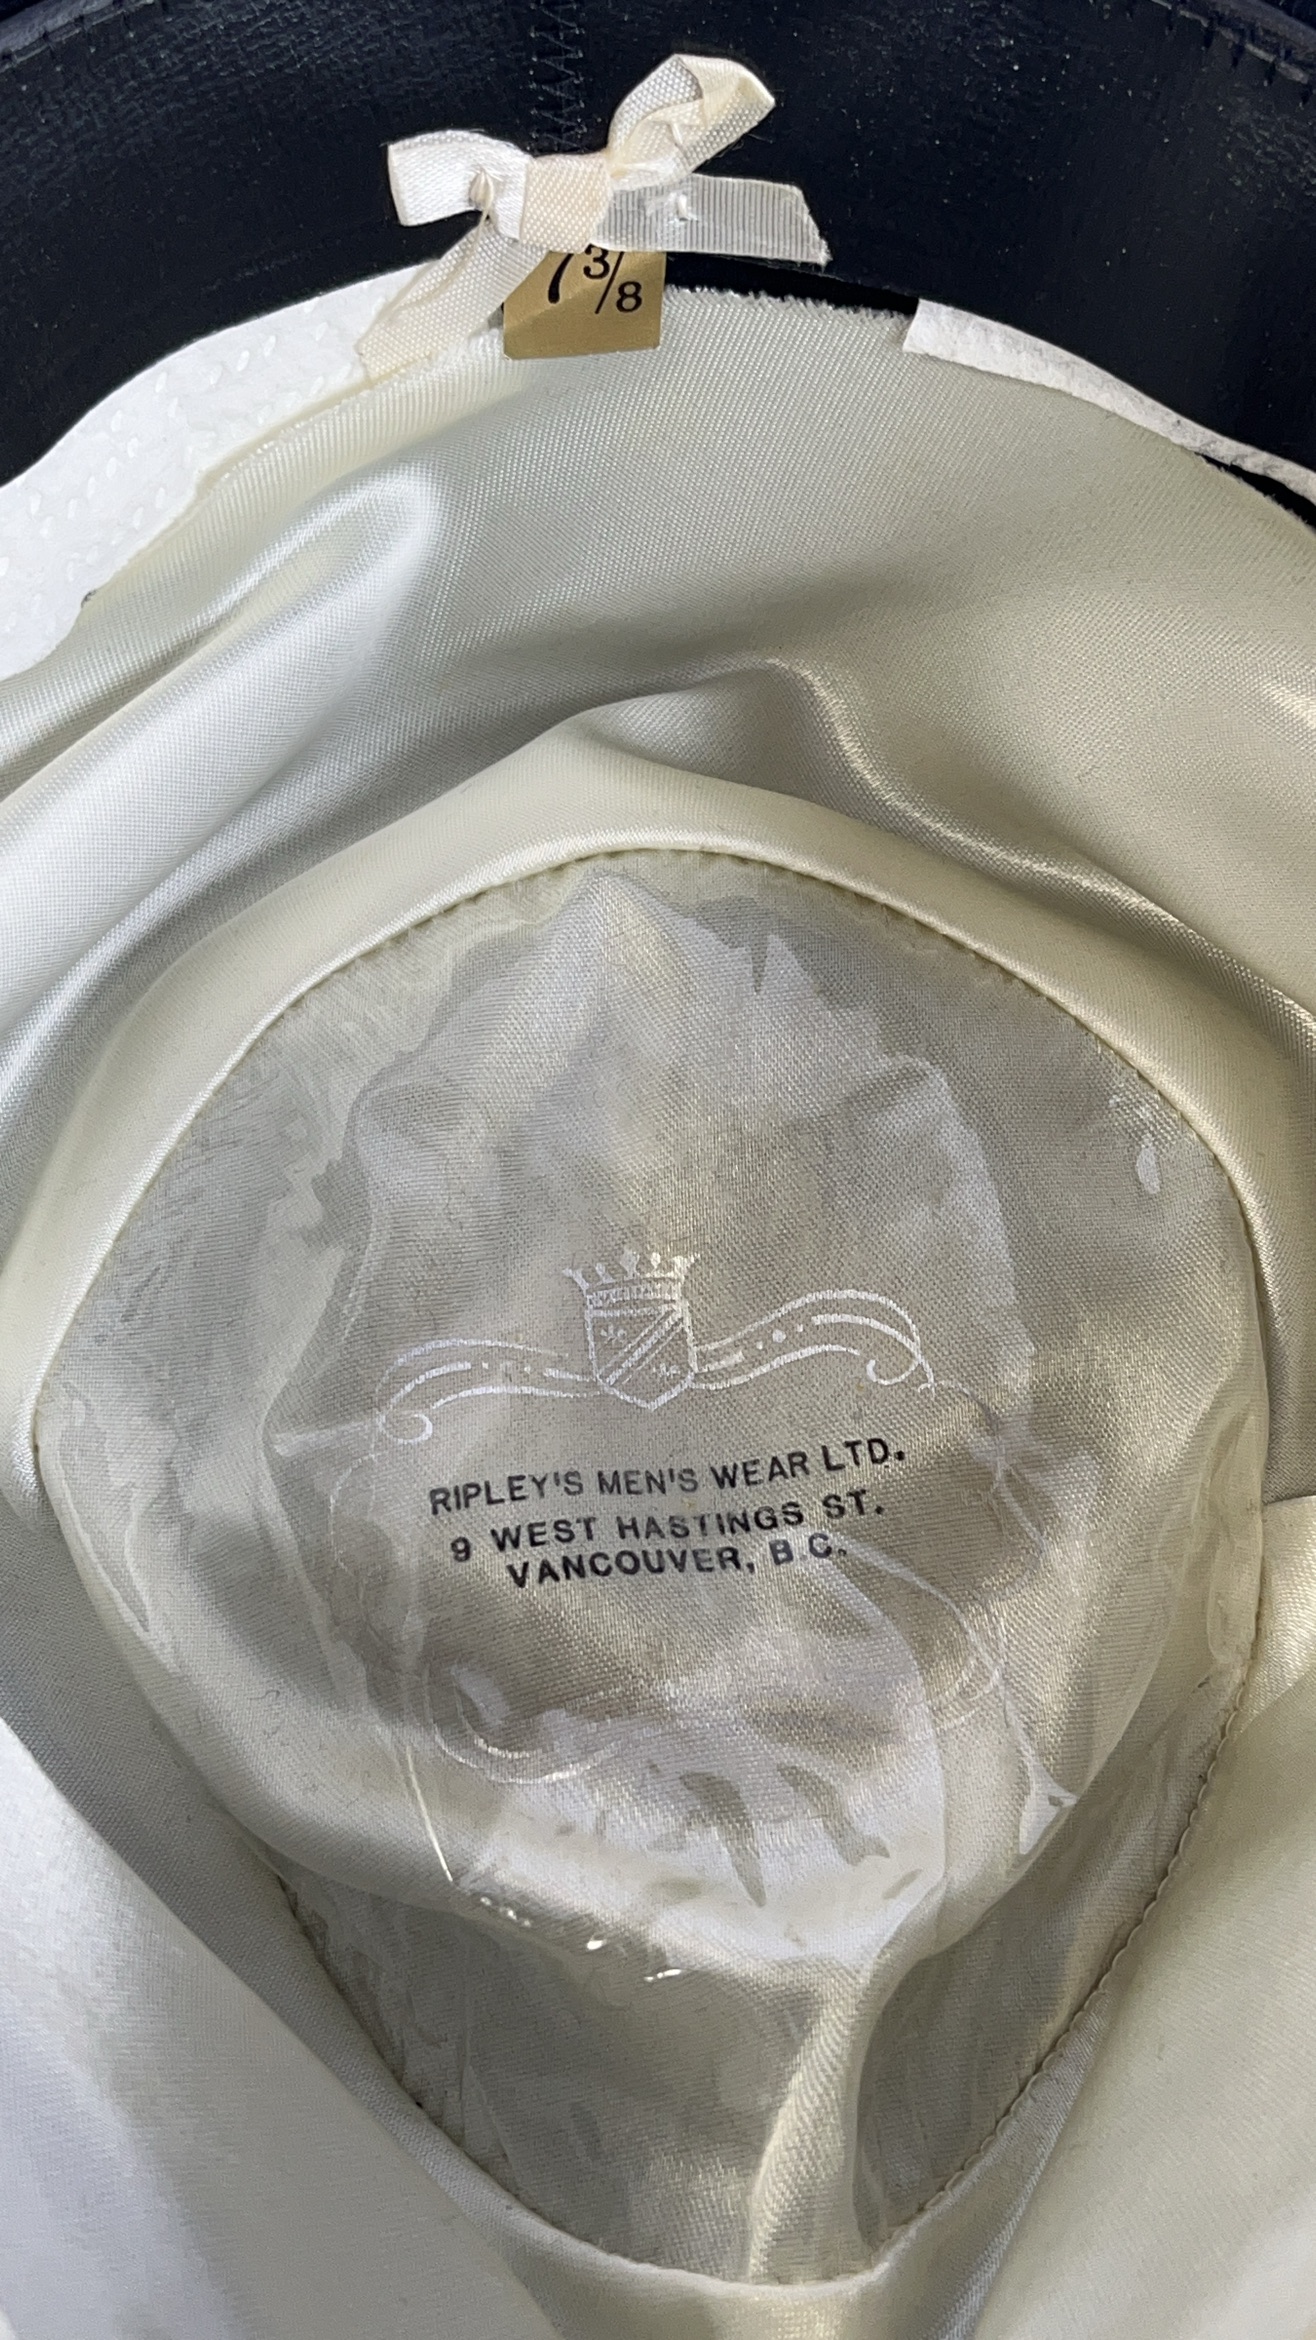 7 3/8
RIPLEY'S MEN'S WEAR LTD.
9 WEST HASTINGS ST.
VANCOUVER, B.C.